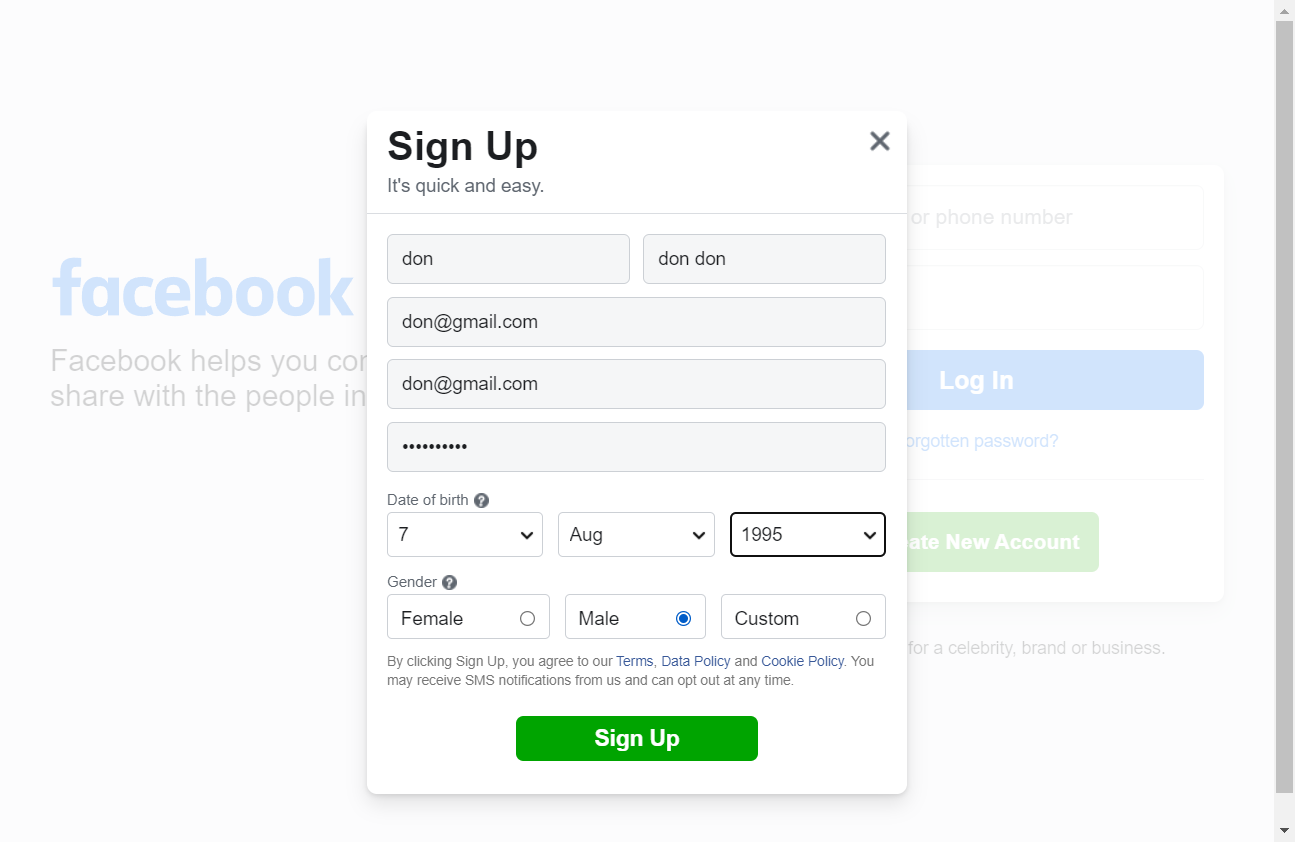 Sign Up
It's quick and easy.
don
don don
don@gmail.com
don@gmail.com
••••••••••
Date of birth ?
7
Aug
1995
Gender ?
Female
Male
Custom
By clicking Sign Up, you agree to our Terms, Data Policy and Cookie Policy. You
may receive SMS notifications from us and can opt out at any time.
Sign Up
facebook
Facebook helps you con
share with the people in
or phone number
Log In
orgotten password?
ate New Account
for a celebrity, brand or business.